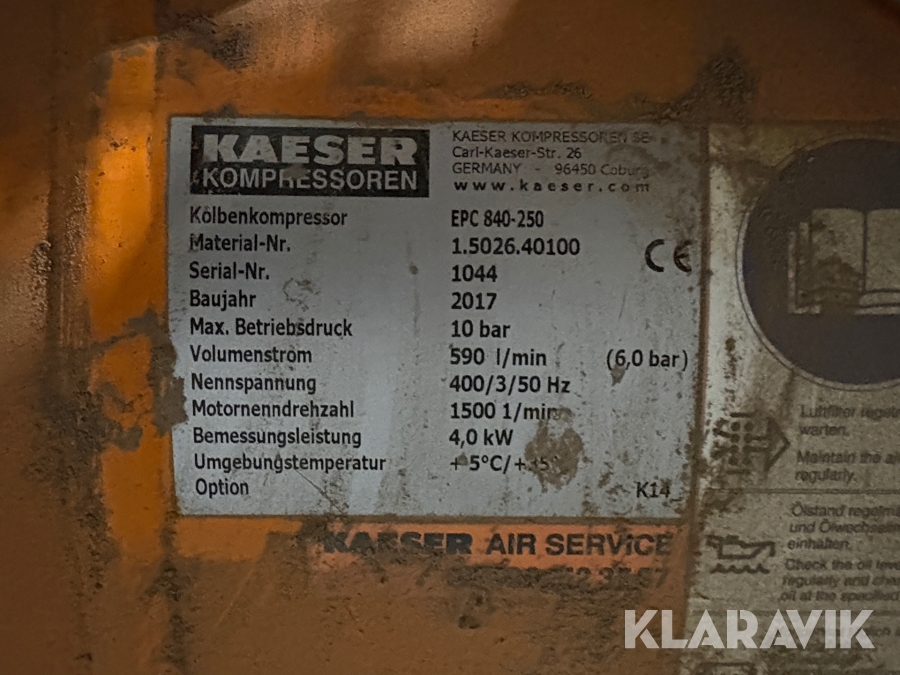 KAESER
KOMPRESSOREN
KAESER KOMPRESSOREN SE
Carl-Kaeser-Str. 26
GERMANY - 96450 Coburg
www.kaeser.com
Kolbenkompressor EPC 840-250
Material-Nr. 1.5026.40100
CE
Serial-Nr. 1044
Baujahr 2017
Max. Betriebsdruck 10 bar
Volumenstrom 590 l/min (6,0 bar)
Nennspannung 400/3/50 Hz
Motornenndrehzahl 1500 1/min
Bemessungsleistung 4,0 kW
Umgebungstemperatur +5°C/+
Option K14_
KAESER AIR SERVICE
Luftfilter
warten.
Maintain the
regularly.
Ölstand
und
einhalten.
Check the oil
regularly and
oil at the specified
KLARAVIK